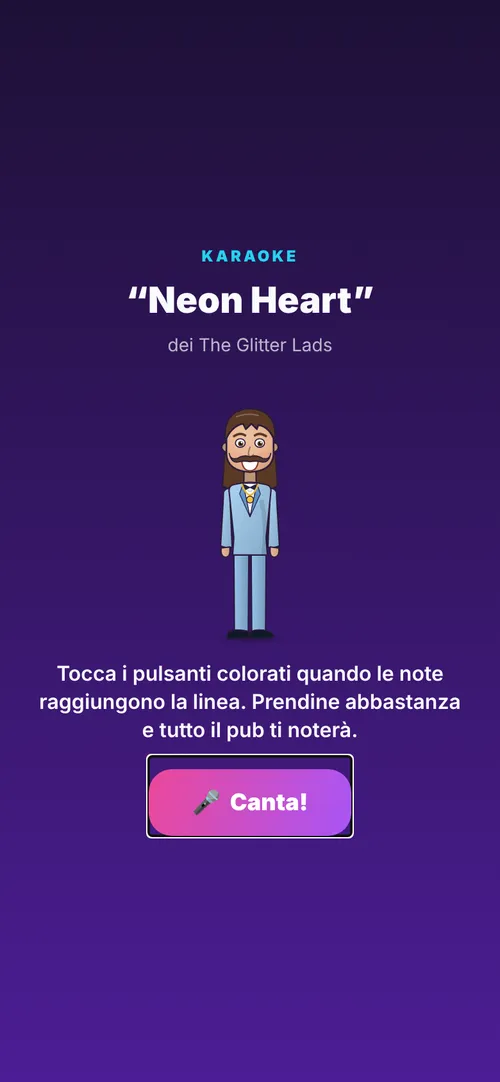 KARAOKE
“Neon Heart”
dei The Glitter Lads
Tocca i pulsanti colorati quando le note
raggiungono la linea. Prendine abbastanza
e tutto il pub ti noterà.
🎤 Canta!